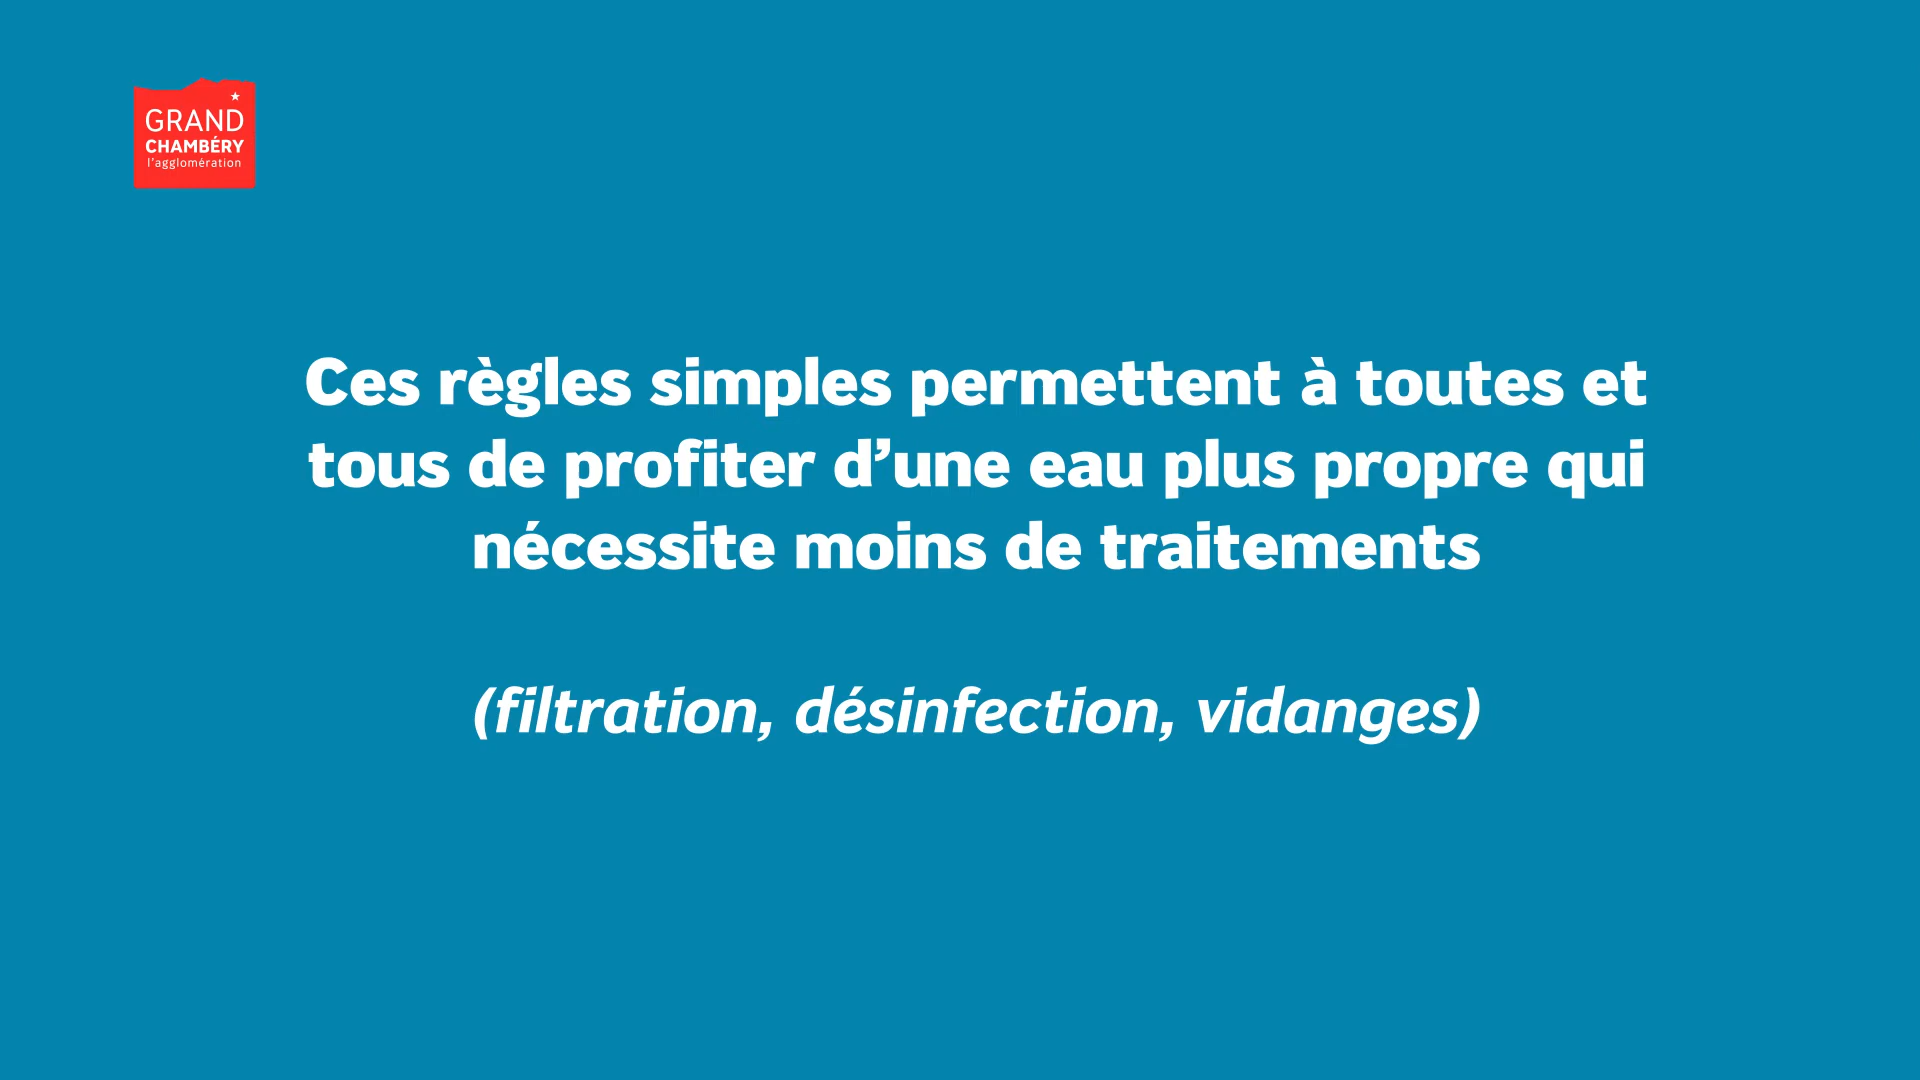 GRAND
CHAMBÉRY
l'agglomération
Ces règles simples permettent à toutes et
tous de profiter d’une eau plus propre qui
nécessite moins de traitements
(filtration, désinfection, vidanges)